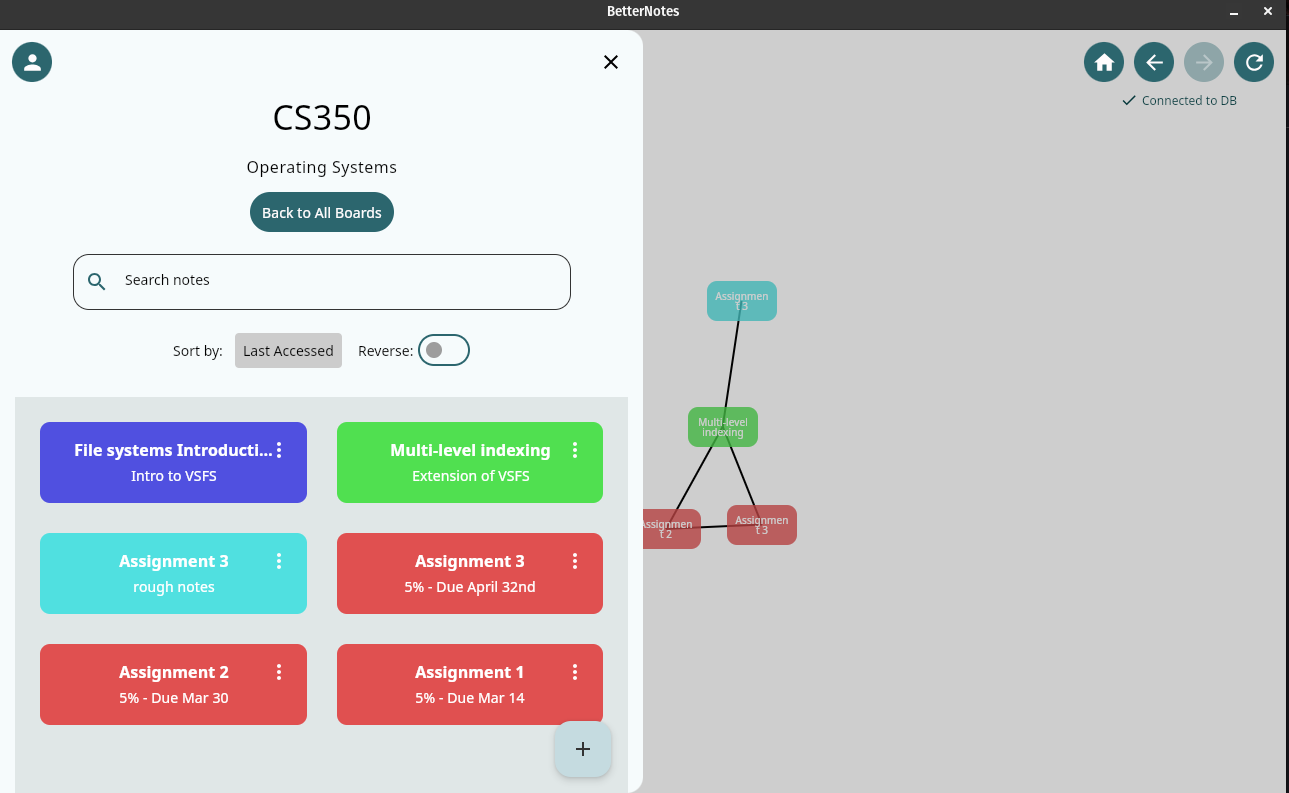 BetterNotes
CS350
Operating Systems
Back to All Boards
Search notes
Sort by:
Last Accessed
Reverse:
File systems Introducti...
Intro to VSFS
Multi-level indexing
Extension of VSFS
Assignment 3
rough notes
Assignment 3
5% - Due April 32nd
Assignment 2
5% - Due Mar 30
Assignment 1
5% - Due Mar 14
Connected to DB
Assignmen
t 3
Multi-level
indexing
Assignmen
t 2
Assignmen
t 3